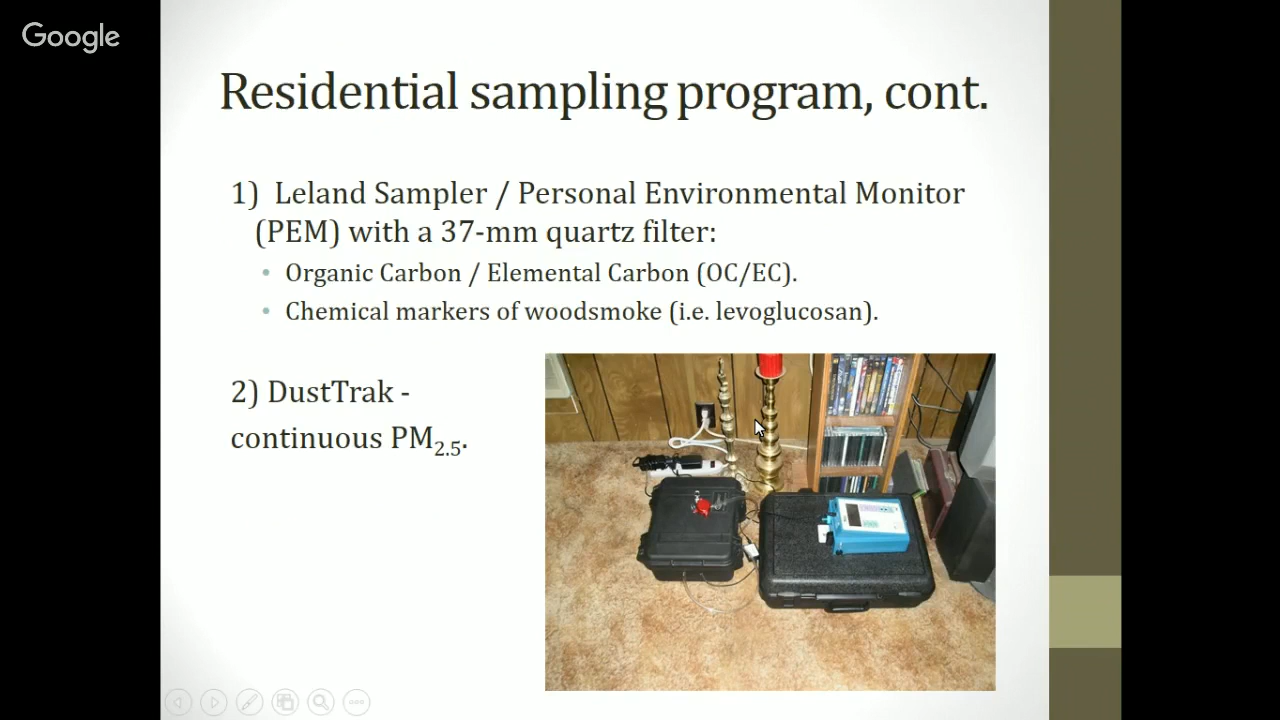 Google
Residential sampling program, cont.
1) Leland Sampler / Personal Environmental Monitor
(PEM) with a 37-mm quartz filter:
• Organic Carbon / Elemental Carbon (OC/EC).
• Chemical markers of woodsmoke (i.e. levoglucosan).
2) DustTrak -
continuous PM2.5.